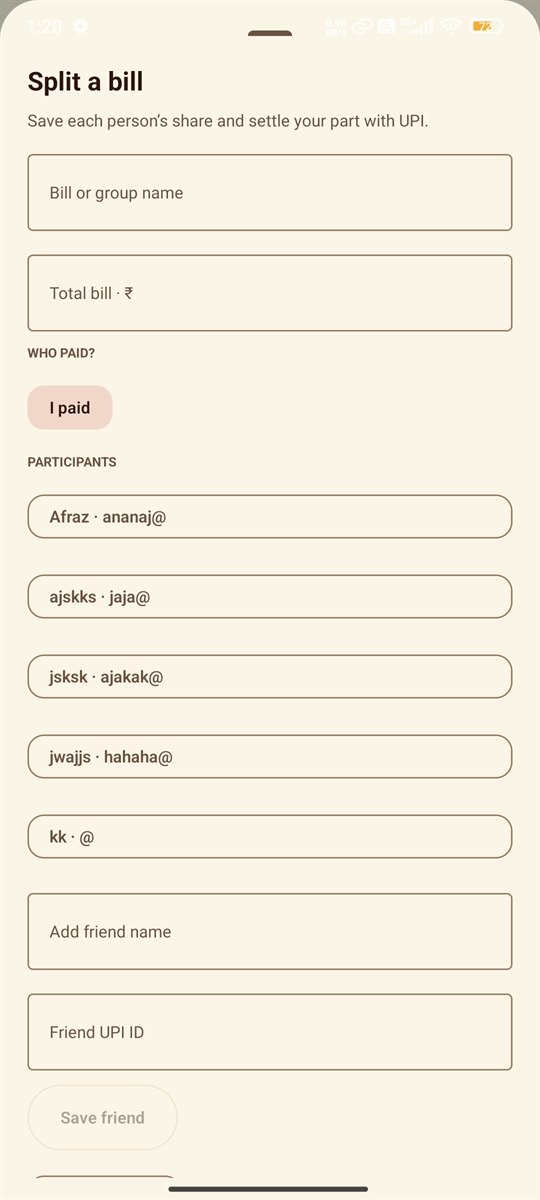 1:20
72
Split a bill
Save each person’s share and settle your part with UPI.
Bill or group name
Total bill · ₹
WHO PAID?
I paid
PARTICIPANTS
Afraz · ananaj@
ajskks · jaja@
jsksk · ajakak@
jwajjs · hahaha@
kk · @
Add friend name
Friend UPI ID
Save friend